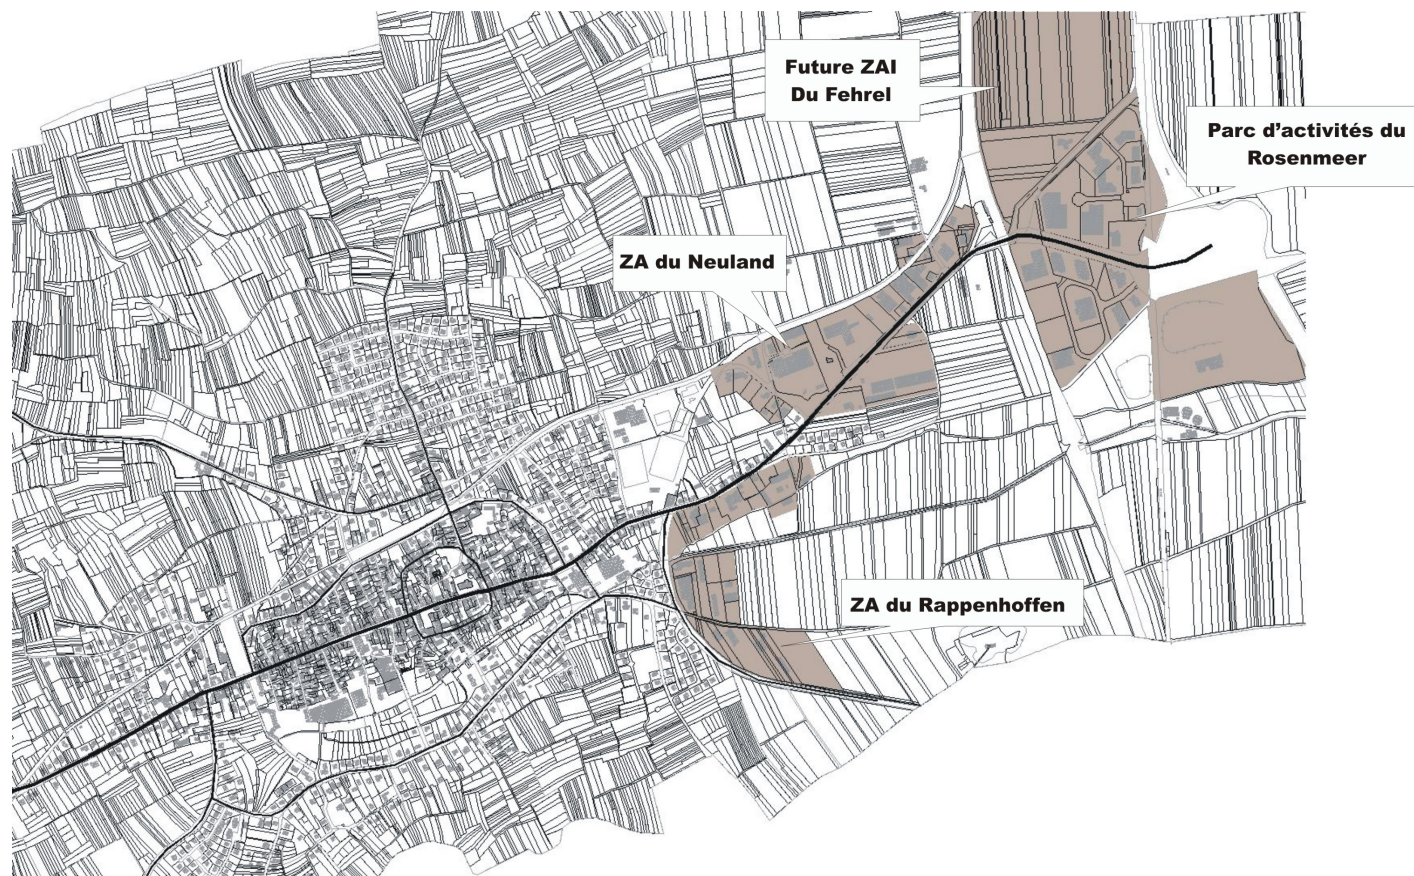 Future ZAI
Du Fehrel
Parc d’activités du
Rosenmeer
ZA du Neuland
ZA du Rappenhoffen